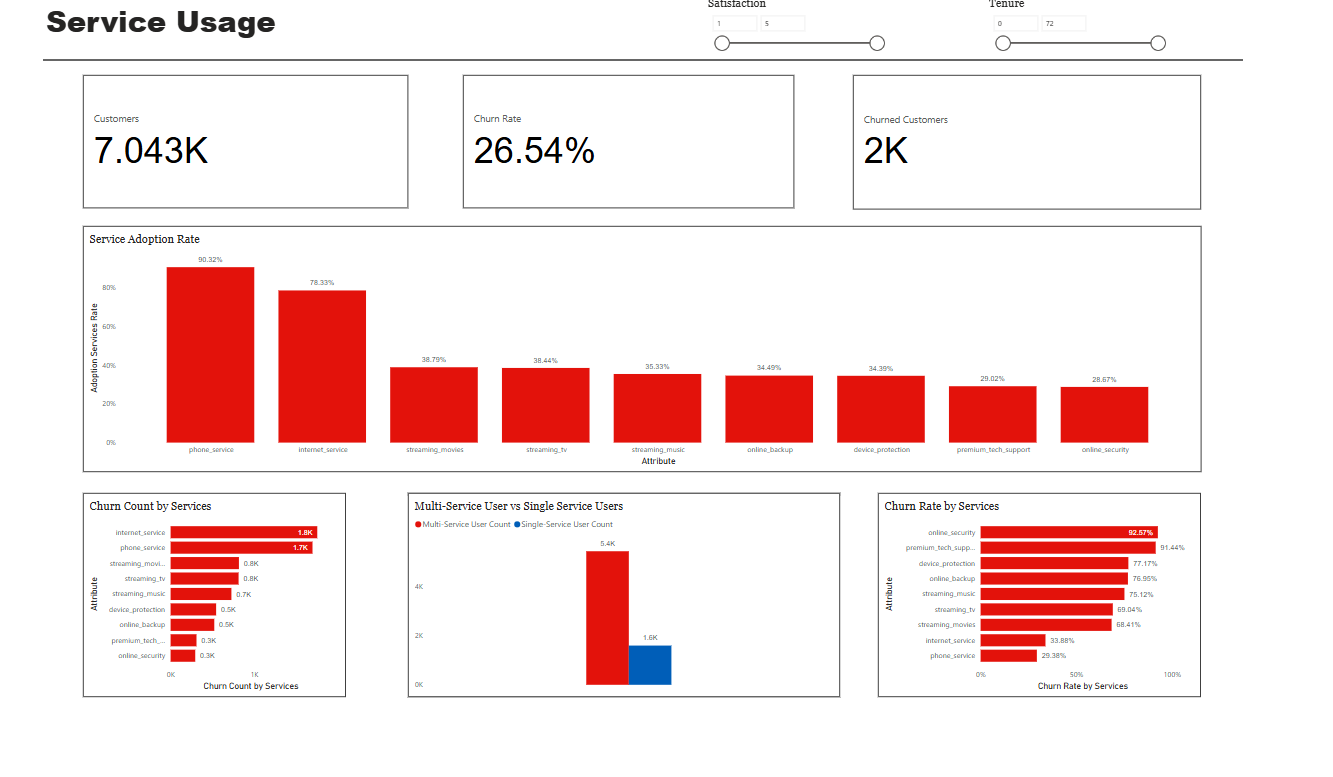 Service Usage
Satisfaction
1 5
Tenure
0 72
Customers
7.043K
Churn Rate
26.54%
Churned Customers
2K
Service Adoption Rate
Adoption Services Rate
80%
60%
40%
20%
0%
90.32%
78.33%
38.79%
38.44%
35.33%
34.49%
34.39%
29.02%
28.67%
phone_service
internet_service
streaming_movies
streaming_tv
streaming_music
online_backup
device_protection
premium_tech_support
online_security
Attribute
Churn Count by Services
Attribute
internet_service 1.8K
phone_service 1.7K
streaming_movi... 0.8K
streaming_tv 0.8K
streaming_music 0.7K
device_protection 0.5K
online_backup 0.5K
premium_tech_... 0.3K
online_security 0.3K
0K 1K
Churn Count by Services
Multi-Service User vs Single Service Users
Multi-Service User Count Single-Service User Count
5.4K
4K
1.6K
2K
0K
Churn Rate by Services
Attribute
online_security 92.57%
premium_tech_supp... 91.44%
device_protection 77.17%
online_backup 76.95%
streaming_music 75.12%
streaming_tv 69.04%
streaming_movies 68.41%
internet_service 33.88%
phone_service 29.38%
0% 50% 100%
Churn Rate by Services